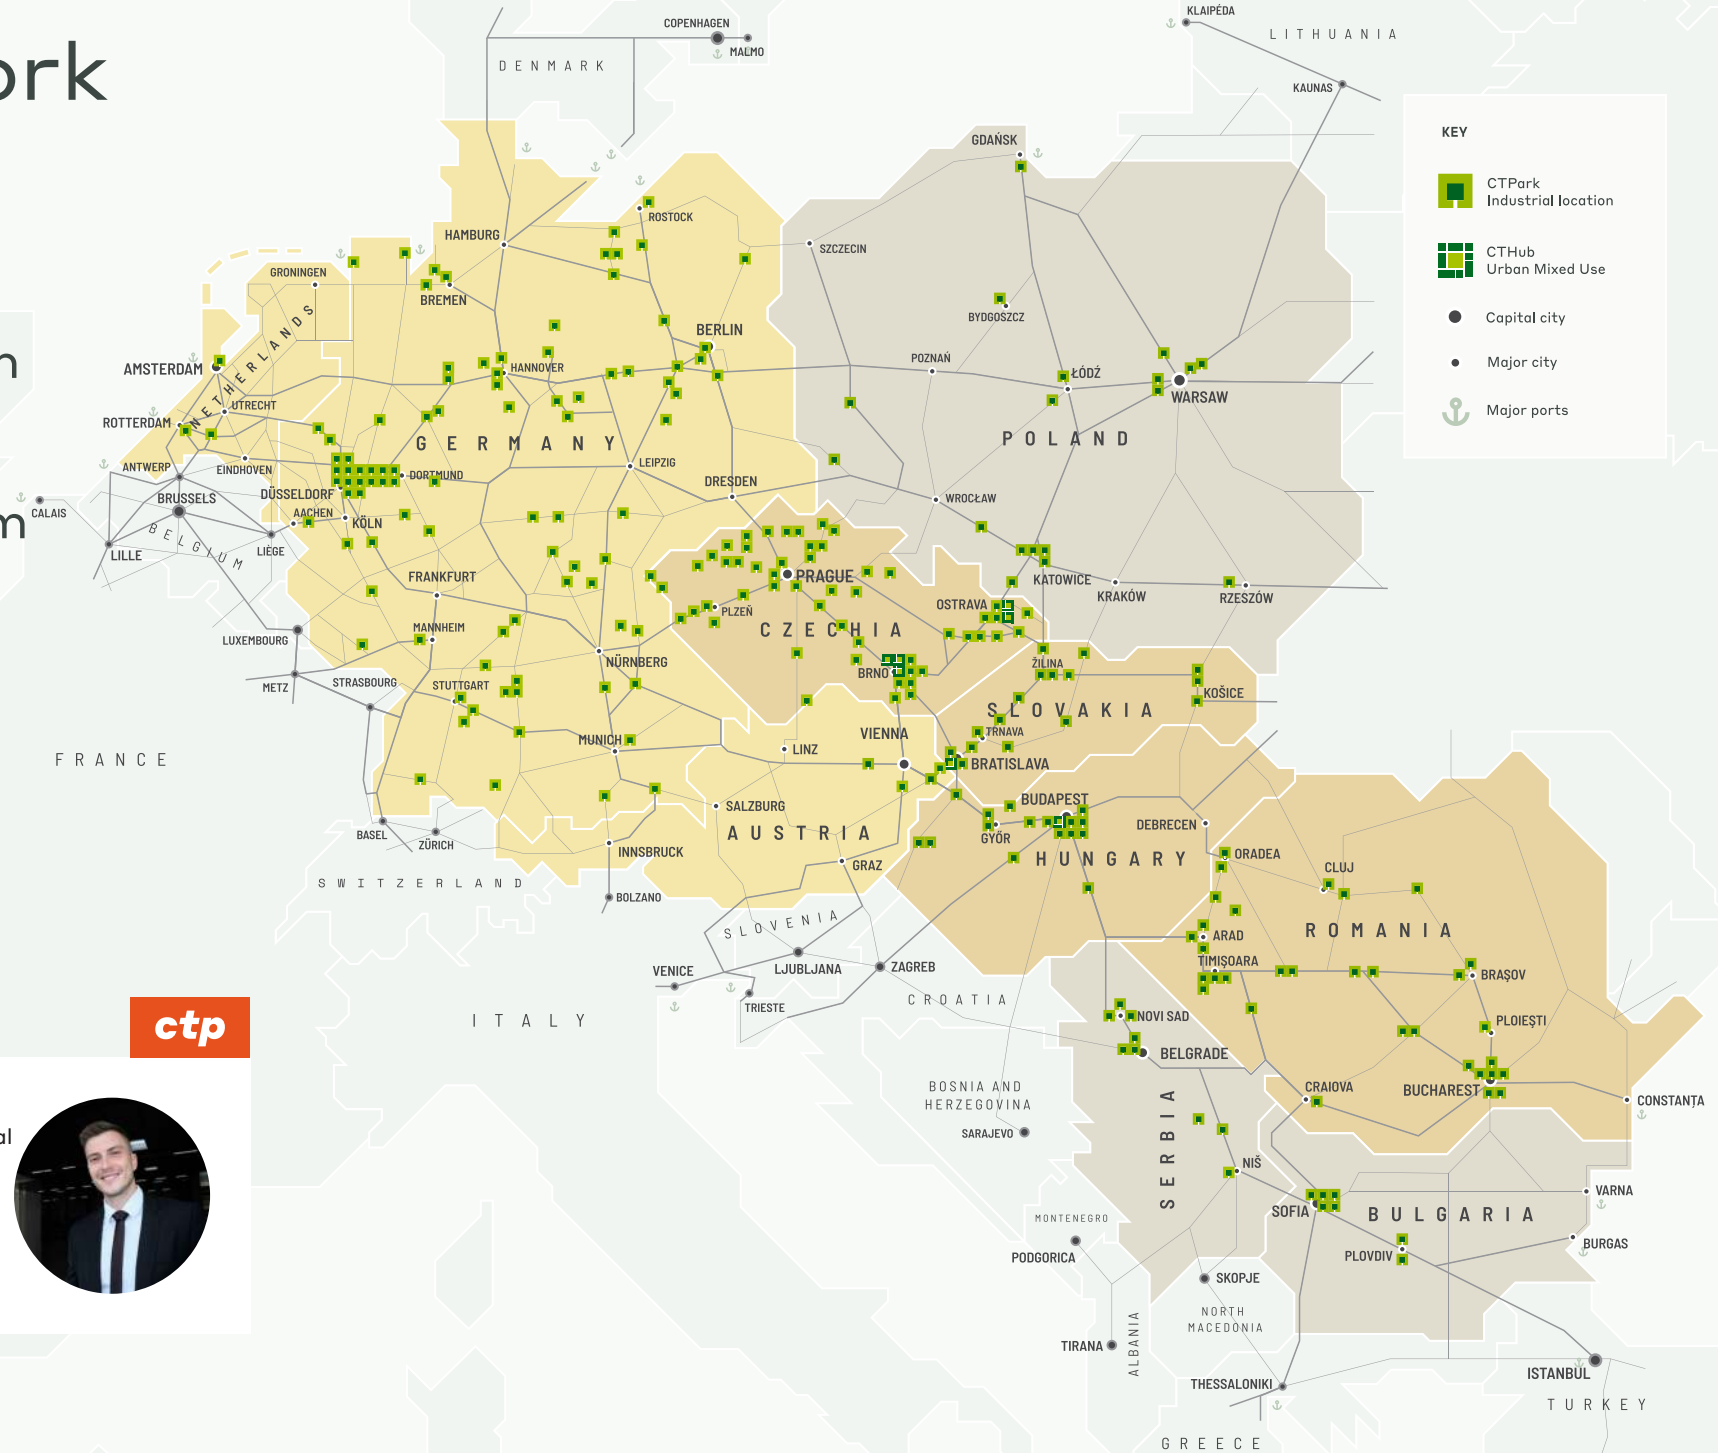 ork
n
m
al
ctp
KEY
CTPark
Industrial location
CTHub
Urban Mixed Use
Capital city
Major city
Major ports
COPENHAGEN
MALMO
DENMARK
KLAIPĖDA
LITHUANIA
KAUNAS
GDAŃSK
ROSTOCK
HAMBURG
SZCZECIN
GRONINGEN
BREMEN
BYDGOSZCZ
BERLIN
AMSTERDAM
NETHERLANDS
HANNOVER
POZNAŃ
ŁÓDŹ
WARSAW
UTRECHT
ROTTERDAM
GERMANY
POLAND
ANTWERP
EINDHOVEN
DORTMUND
LEIPZIG
DRESDEN
DÜSSELDORF
BRUSSELS
WROCŁAW
CALAIS
AACHEN
KÖLN
BELGIUM
LILLE
LIÈGE
FRANKFURT
PRAGUE
KATOWICE
KRAKÓW
RZESZÓW
OSTRAVA
PLZEŇ
CZECHIA
MANNHEIM
LUXEMBOURG
NÜRNBERG
ŽILINA
BRNO
METZ
STRASBOURG
STUTTGART
KOŠICE
SLOVAKIA
TRNAVA
VIENNA
MUNICH
LINZ
FRANCE
BRATISLAVA
SALZBURG
BUDAPEST
AUSTRIA
GYŐR
DEBRECEN
BASEL
ZÜRICH
INNSBRUCK
HUNGARY
ORADEA
GRAZ
CLUJ
SWITZERLAND
BOLZANO
SLOVENIA
ROMANIA
ARAD
TIMIŞOARA
VENICE
LJUBLJANA
ZAGREB
BRAŞOV
TRIESTE
CROATIA
ITALY
NOVI SAD
PLOIEŞTI
BELGRADE
BOSNIA AND
HERZEGOVINA
CRAIOVA
BUCHAREST
CONSTANȚA
SARAJEVO
SERBIA
NIŠ
VARNA
SOFIA
BULGARIA
MONTENEGRO
PODGORICA
PLOVDIV
BURGAS
SKOPJE
NORTH
MACEDONIA
TIRANA
ALBANIA
ISTANBUL
THESSALONIKI
TURKEY
GREECE